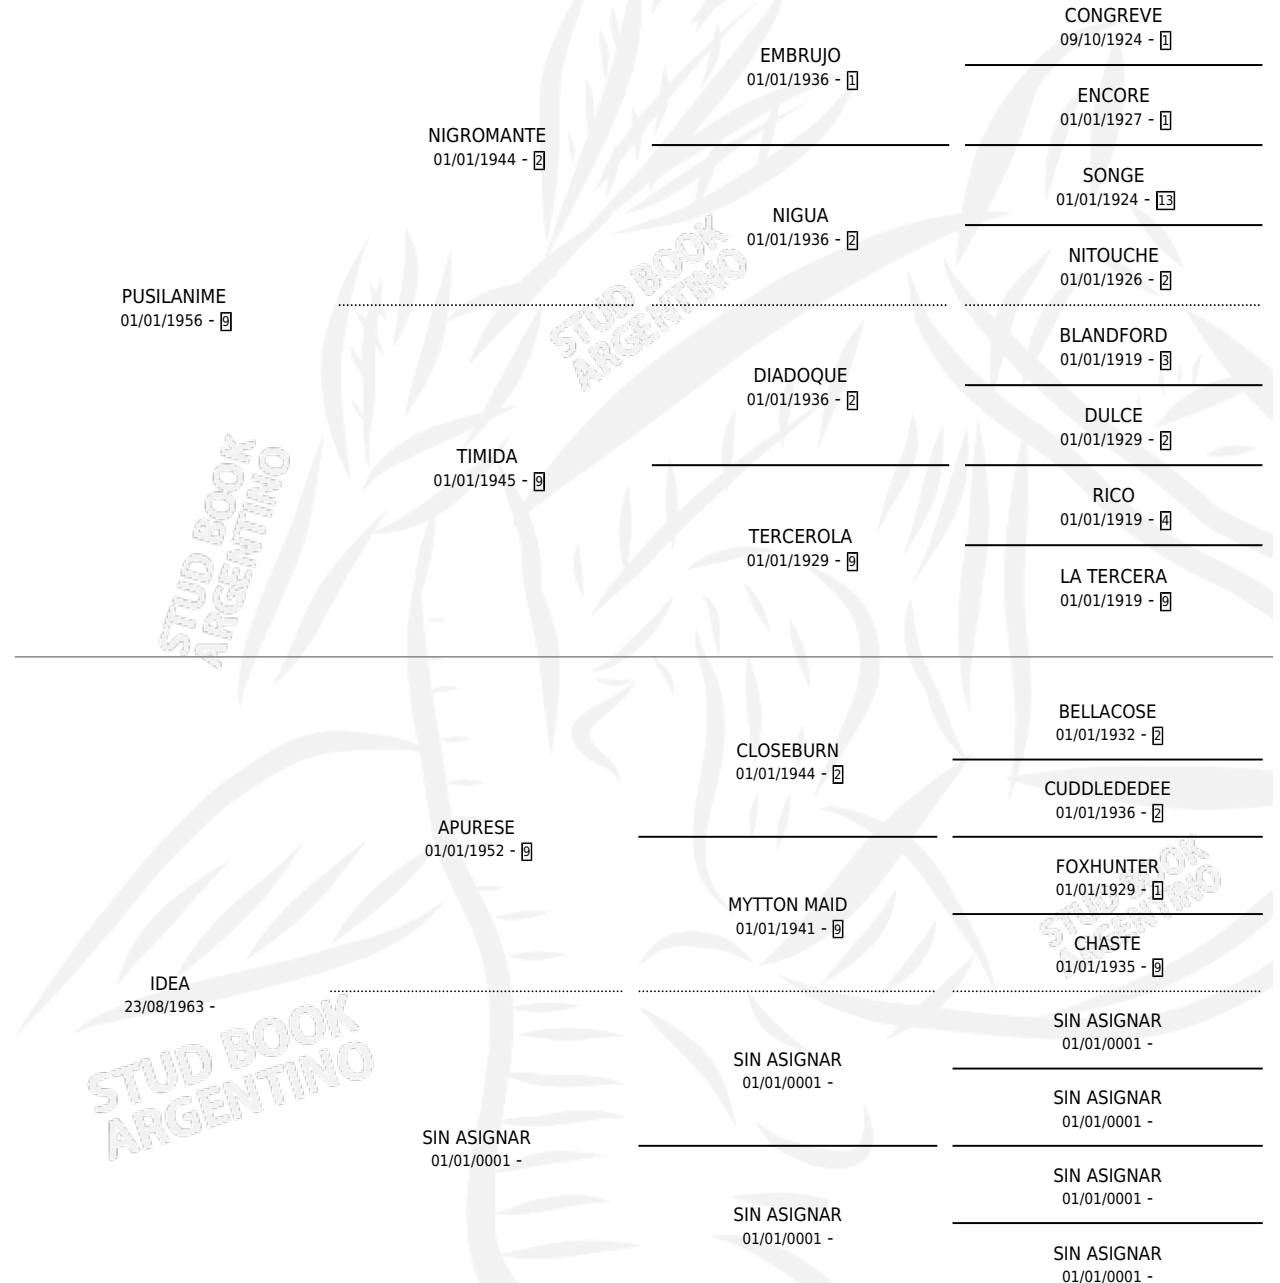 CONGREVE
09/10/1924 - 1
EMBRUJO
01/01/1936 - 1
ENCORE
01/01/1927 - 1
NIGROMANTE
01/01/1944 - 2
SONGE
01/01/1924 - 13
NIGUA
01/01/1936 - 2
NITOUCHE
01/01/1926 - 2
PUSILANIME
01/01/1956 - 9
BLANDFORD
01/01/1919 - 3
DIADOQUE
01/01/1936 - 2
DULCE
01/01/1929 - 2
TIMIDA
01/01/1945 - 9
RICO
01/01/1919 - 4
TERCEROLA
01/01/1929 - 9
LA TERCERA
01/01/1919 - 9
BELLACOSE
01/01/1932 - 2
CLOSEBURN
01/01/1944 - 2
CUDDLEDEDEE
01/01/1936 - 2
APURESE
01/01/1952 - 9
FOXHUNTER
01/01/1929 - 1
MYTTON MAID
01/01/1941 - 9
CHASTE
01/01/1935 - 9
IDEA
23/08/1963 -
SIN ASIGNAR
01/01/0001 -
SIN ASIGNAR
01/01/0001 -
SIN ASIGNAR
01/01/0001 -
SIN ASIGNAR
01/01/0001 -
SIN ASIGNAR
01/01/0001 -
SIN ASIGNAR
01/01/0001 -
SIN ASIGNAR
01/01/0001 -
STUD BOOK
ARGENTINO
STUD BOOK
ARGENTINO
STUD BOOK
ARGENTINO
STUD BOOK
ARGENTINO